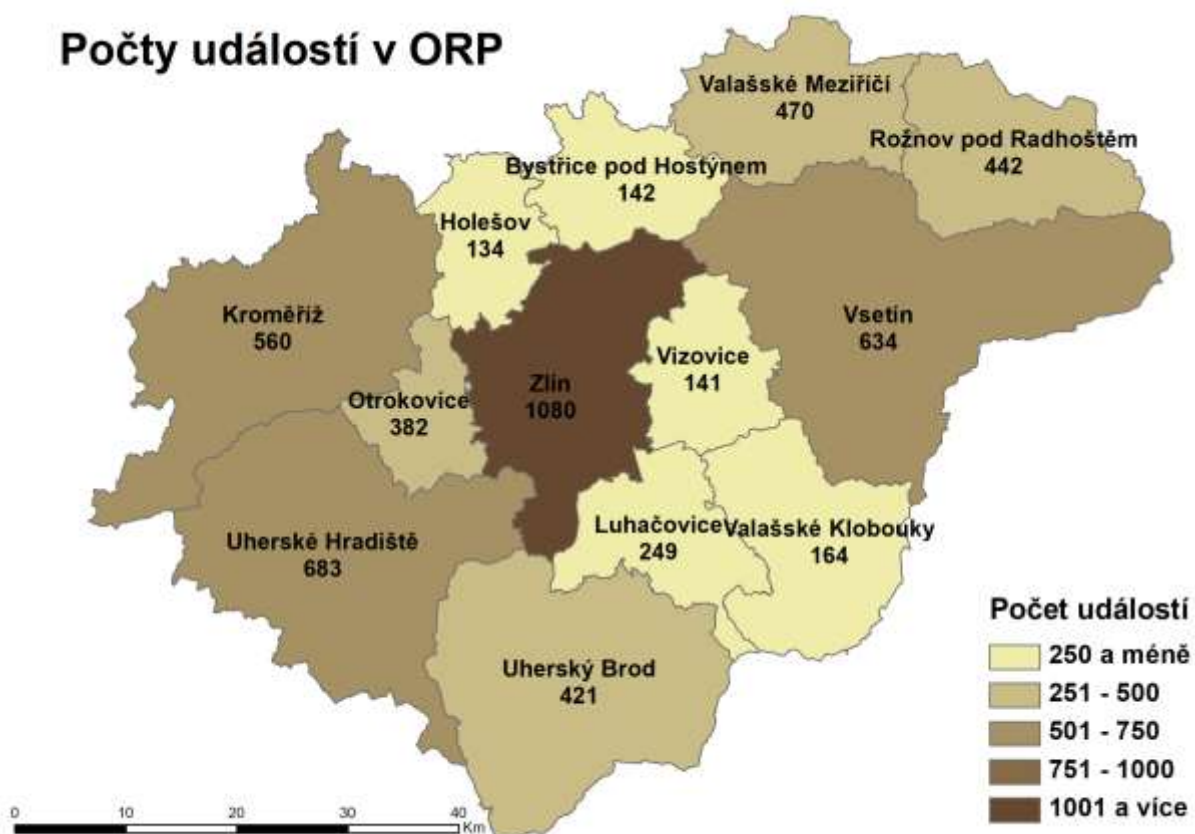 Počty událostí v ORP
Valašské Meziříčí
470
Rožnov pod Radhoštěm
442
Bystřice pod Hostýnem
142
Holešov
134
Kroměříž
560
Vsetín
634
Vizovice
141
Zlín
1080
Otrokovice
382
Luhačovice
249
Valašské Klobouky
164
Uherské Hradiště
683
Uherský Brod
421
Počet událostí
250 a méně
251 - 500
501 - 750
751 - 1000
1001 a více
0 10 20 30 40
Km